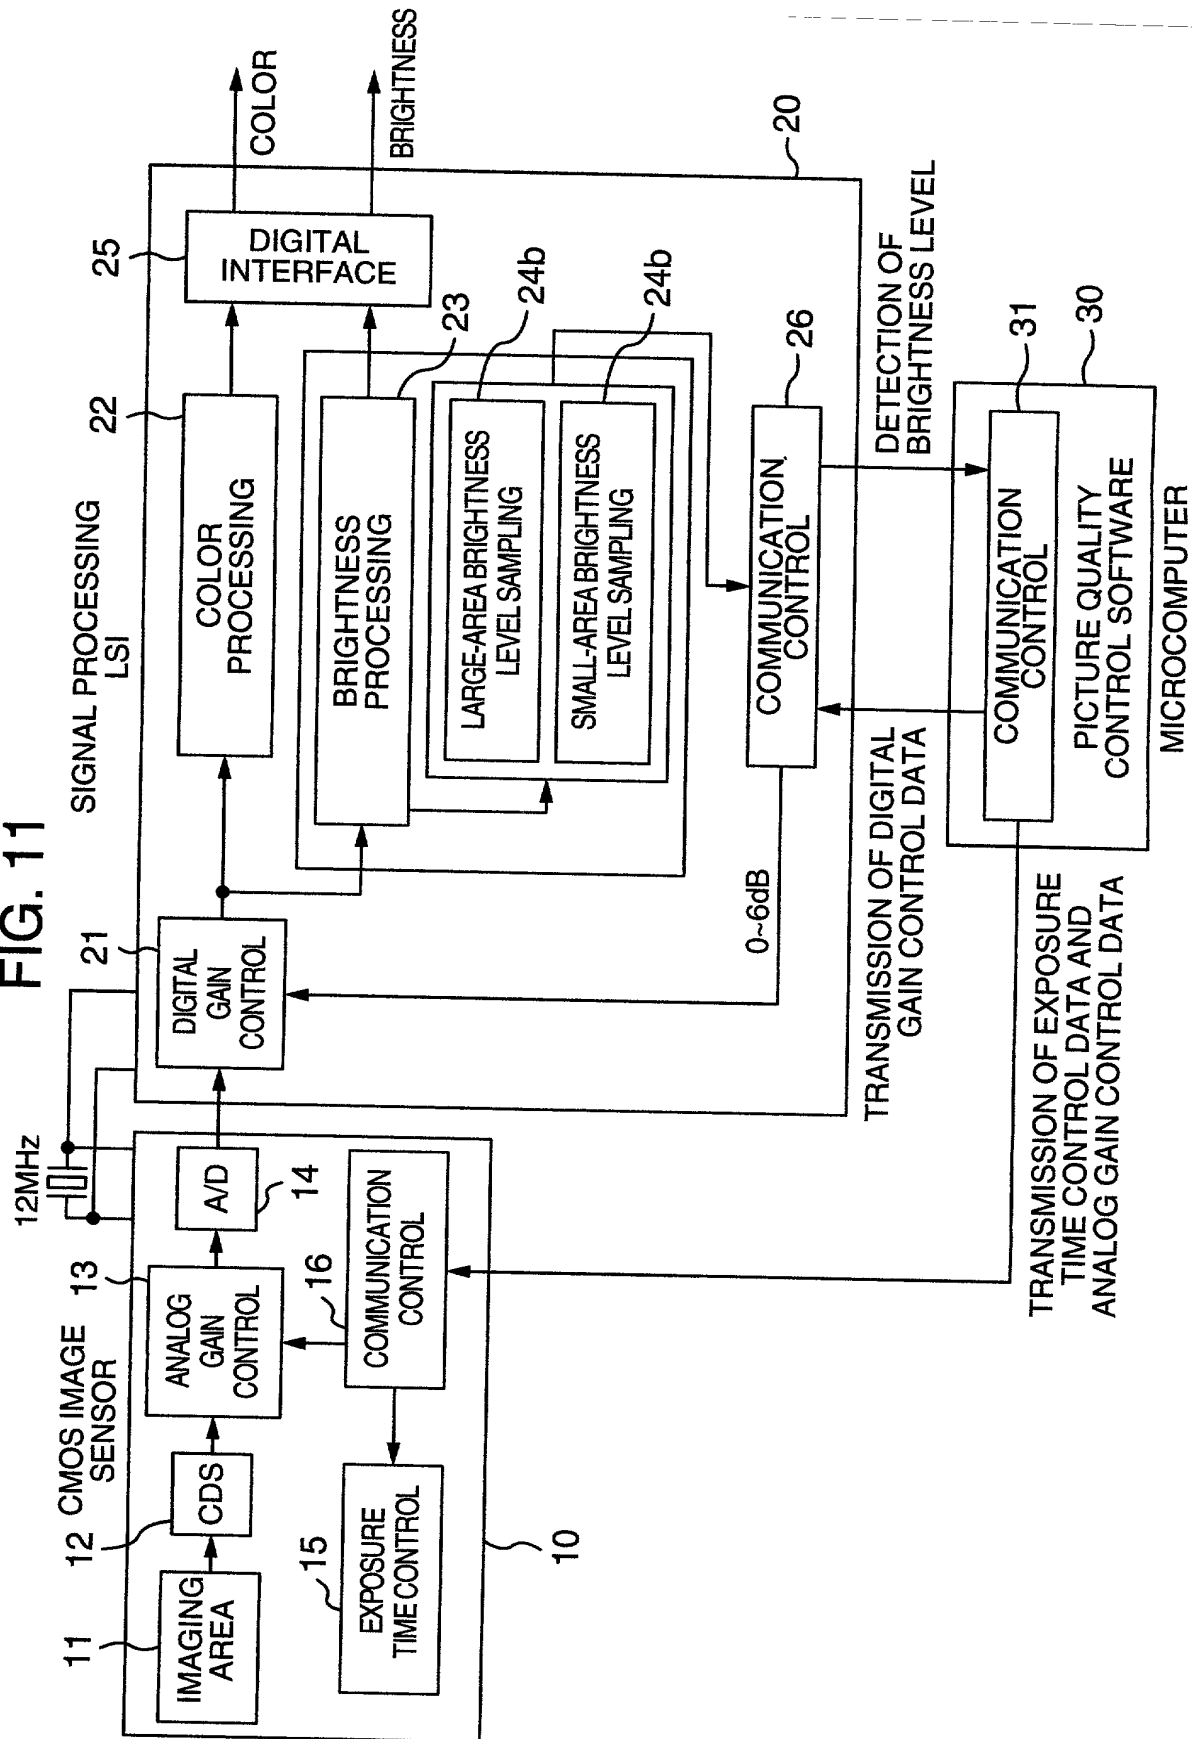 FIG. 11
12MHz
CMOS IMAGE
SENSOR
11
IMAGING
AREA
12
CDS
13
ANALOG
GAIN
CONTROL
A/D
14
15
EXPOSURE
TIME CONTROL
16
COMMUNICATION
CONTROL
10
SIGNAL PROCESSING
LSI
21
DIGITAL
GAIN
CONTROL
22
COLOR
PROCESSING
25
DIGITAL
INTERFACE
COLOR
BRIGHTNESS
BRIGHTNESS
PROCESSING
23
LARGE-AREA BRIGHTNESS
LEVEL SAMPLING
24b
SMALL-AREA BRIGHTNESS
LEVEL SAMPLING
24b
0~6dB
COMMUNICATION
CONTROL
26
20
TRANSMISSION OF DIGITAL
GAIN CONTROL DATA
DETECTION OF
BRIGHTNESS LEVEL
COMMUNICATION
CONTROL
31
PICTURE QUALITY
CONTROL SOFTWARE
30
MICROCOMPUTER
TRANSMISSION OF EXPOSURE
TIME CONTROL DATA AND
ANALOG GAIN CONTROL DATA